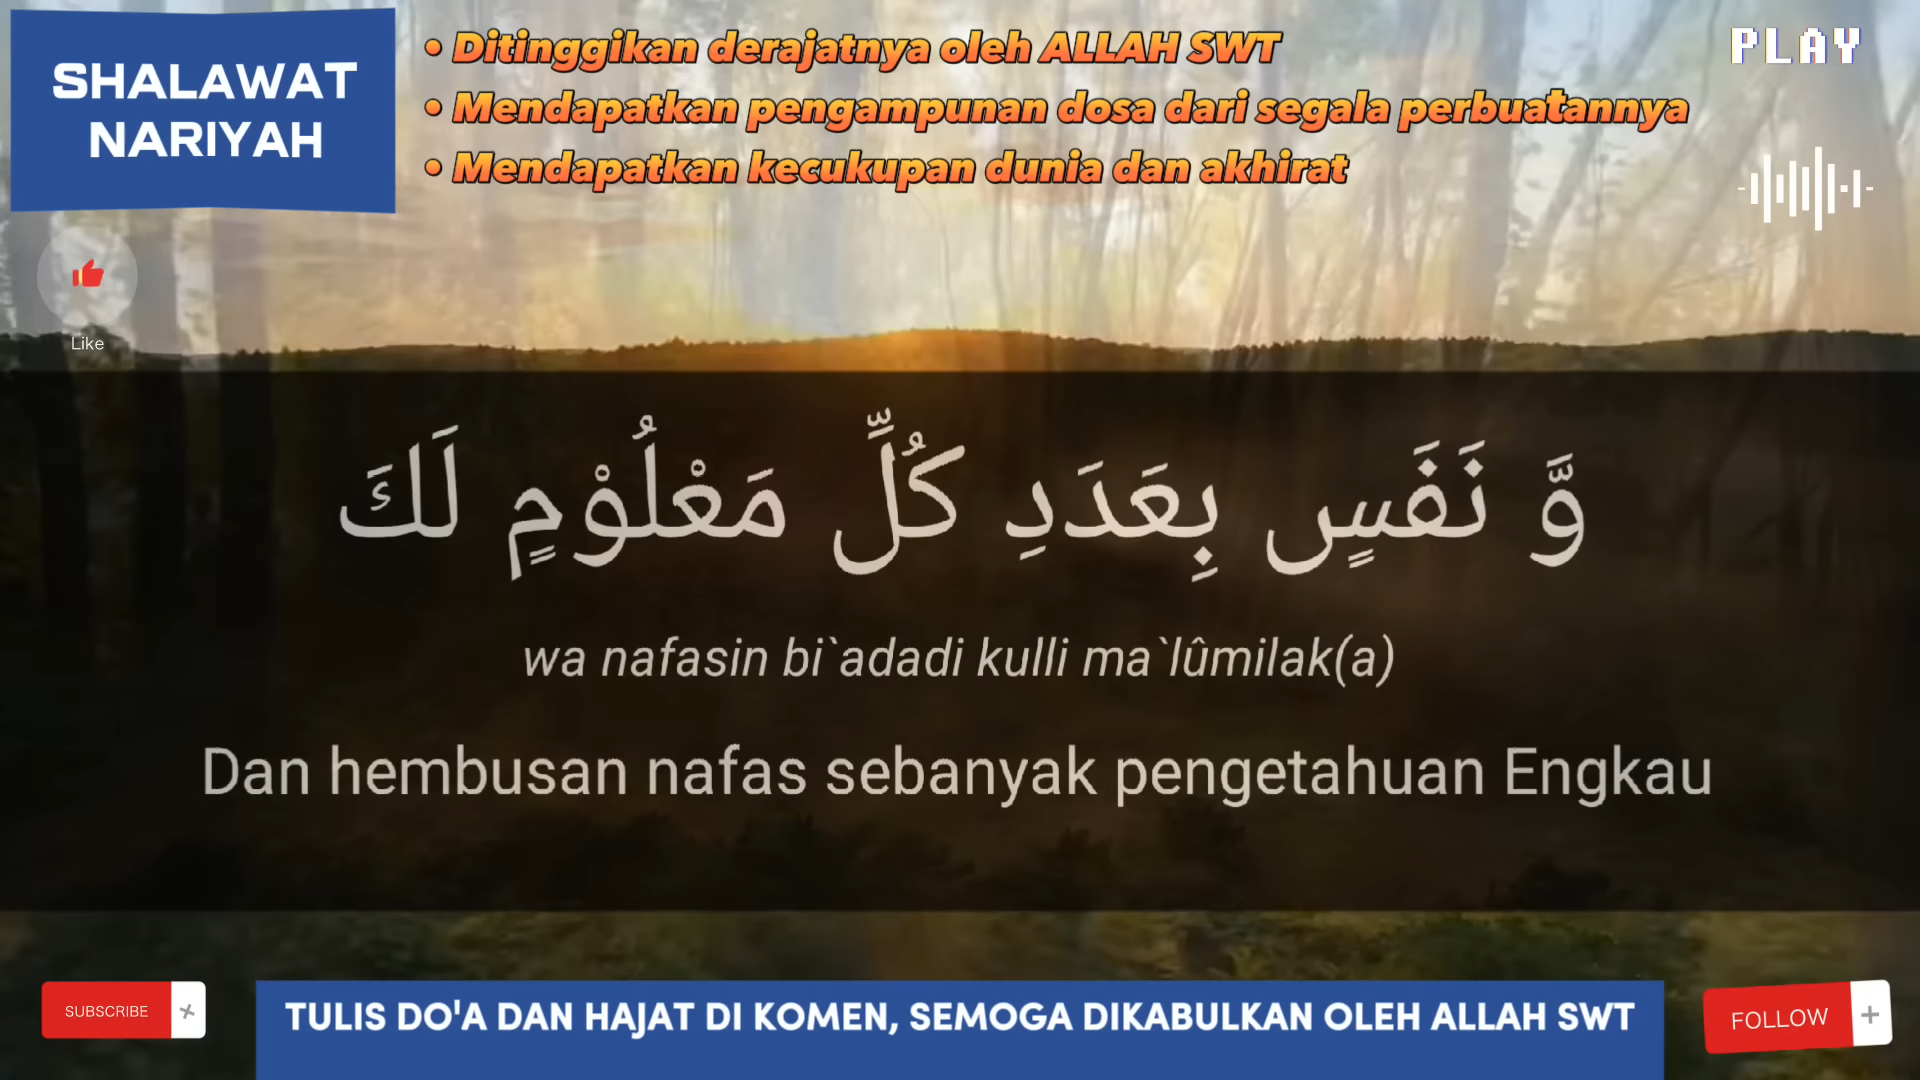 SHALAWAT
NARIYAH
• Ditinggikan derajatnya oleh ALLAH SWT
• Mendapatkan pengampunan dosa dari segala perbuatannya
• Mendapatkan kecukupan dunia dan akhirat
PLAY
Like
وَّ نَفَسٍ بِعَدَدِ كُلِّ مَعْلُوْمٍ لَكَ
wa nafasin bi`adadi kulli ma`lûmilak(a)
Dan hembusan nafas sebanyak pengetahuan Engkau
SUBSCRIBE
TULIS DO'A DAN HAJAT DI KOMEN, SEMOGA DIKABULKAN OLEH ALLAH SWT
FOLLOW